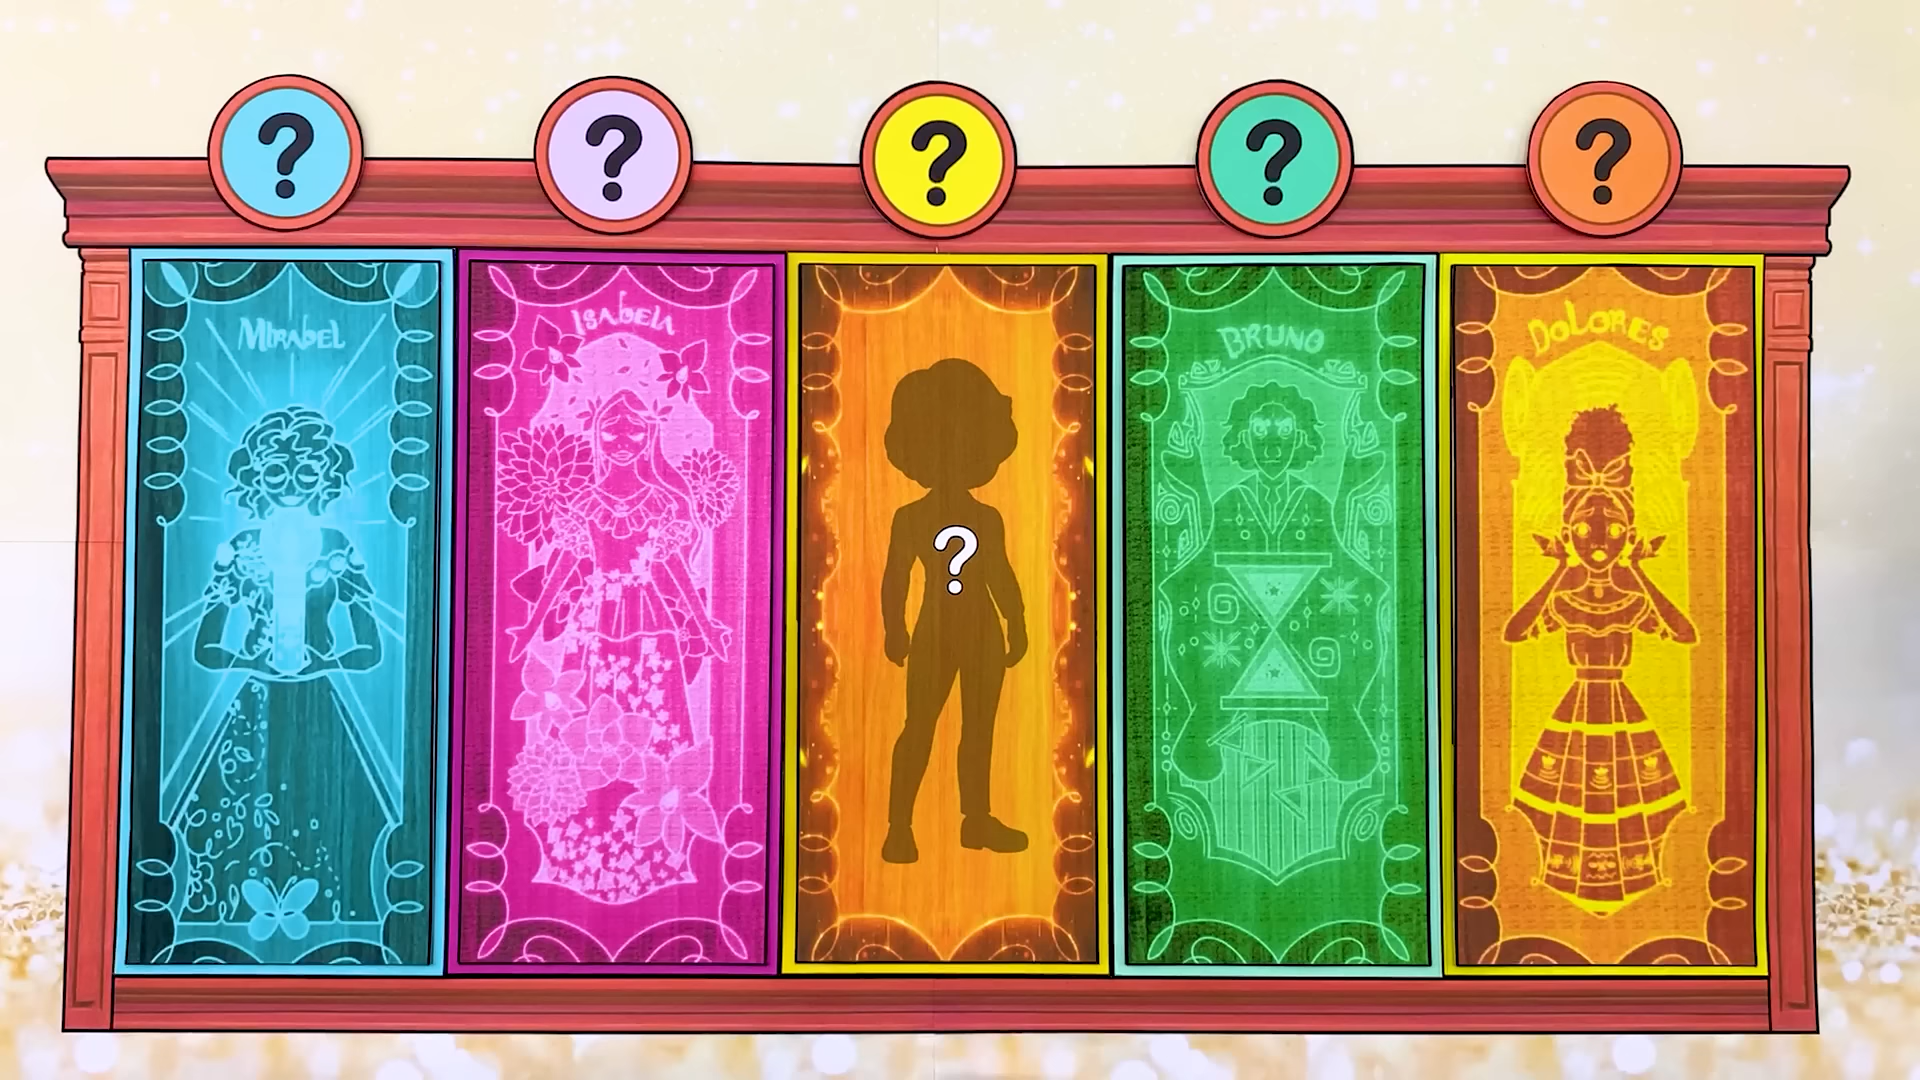 ? ? ? ? ?
MIRABEL
ISABELA
?
BRUNO
DOLORES